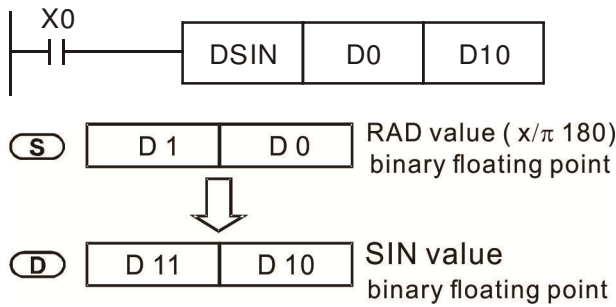 X0
DSIN D0 D10
S D 1 D 0 RAD value ( x/π 180)
binary floating point
D D 11 D 10 SIN value
binary floating point